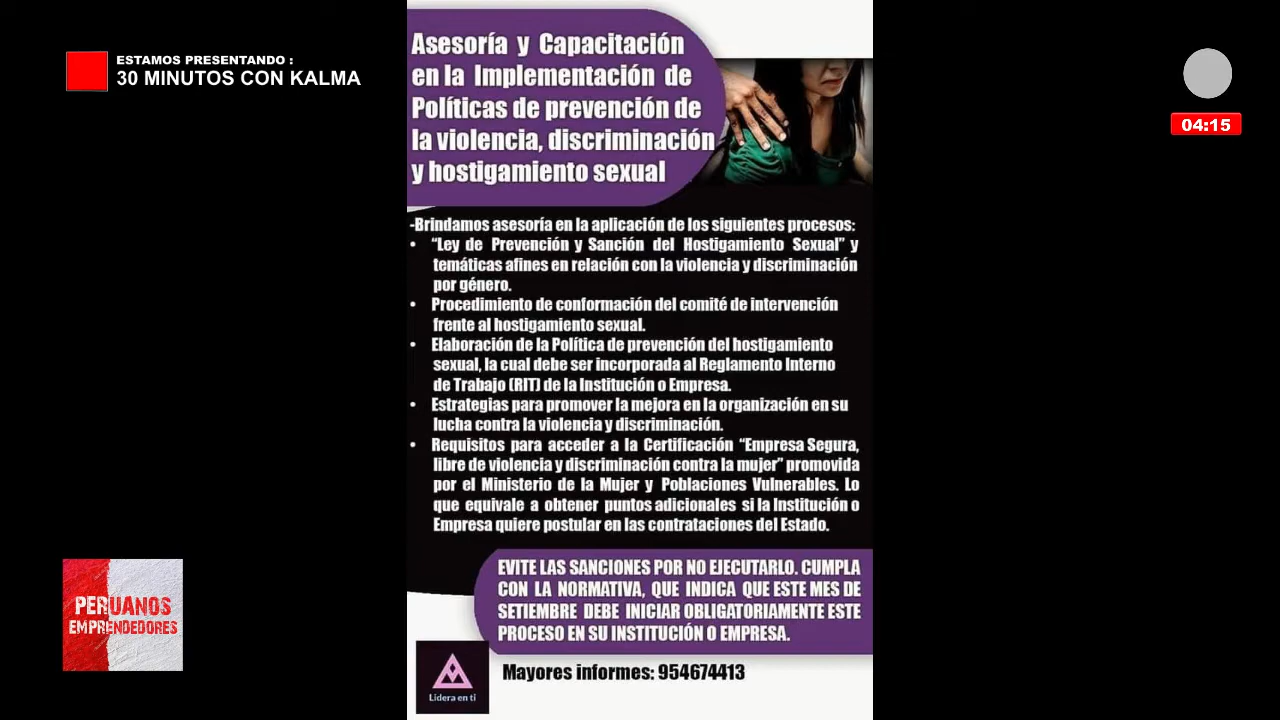 ESTAMOS PRESENTANDO :
30 MINUTOS CON KALMA
04:15
Asesoría y Capacitación
en la Implementación de
Políticas de prevención de
la violencia, discriminación
y hostigamiento sexual
-Brindamos asesoría en la aplicación de los siguientes procesos:
• “Ley de Prevención y Sanción del Hostigamiento Sexual” y
temáticas afines en relación con la violencia y discriminación
por género.
• Procedimiento de conformación del comité de intervención
frente al hostigamiento sexual.
• Elaboración de la Política de prevención del hostigamiento
sexual, la cual debe ser incorporada al Reglamento Interno
de Trabajo (RIT) de la Institución o Empresa.
• Estrategias para promover la mejora en la organización en su
lucha contra la violencia y discriminación.
• Requisitos para acceder a la Certificación “Empresa Segura,
libre de violencia y discriminación contra la mujer” promovida
por el Ministerio de la Mujer y Poblaciones Vulnerables. Lo
que equivale a obtener puntos adicionales si la Institución o
Empresa quiere postular en las contrataciones del Estado.
EVITE LAS SANCIONES POR NO EJECUTARLO. CUMPLA
CON LA NORMATIVA, QUE INDICA QUE ESTE MES DE
SETIEMBRE DEBE INICIAR OBLIGATORIAMENTE ESTE
PROCESO EN SU INSTITUCIÓN O EMPRESA.
Mayores informes: 954674413
Lidera en ti
PERUANOS
EMPRENDEDORES